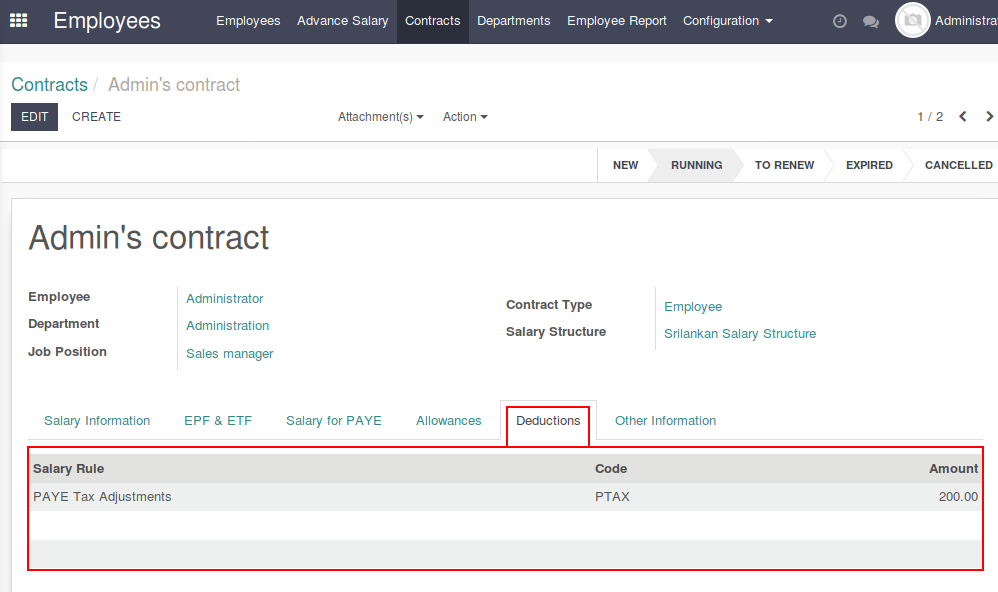 Employees Employees Advance Salary Contracts Departments Employee Report Configuration
Contracts / Admin's contract
EDIT CREATE Attachment(s) Action 1 / 2
NEW RUNNING TO RENEW EXPIRED CANCELLED
Admin's contract
Employee Administrator
Department Administration
Job Position Sales manager
Contract Type Employee
Salary Structure Srilankan Salary Structure
Salary Information EPF & ETF Salary for PAYE Allowances Deductions Other Information
Salary Rule Code Amount
PAYE Tax Adjustments PTAX 200.00